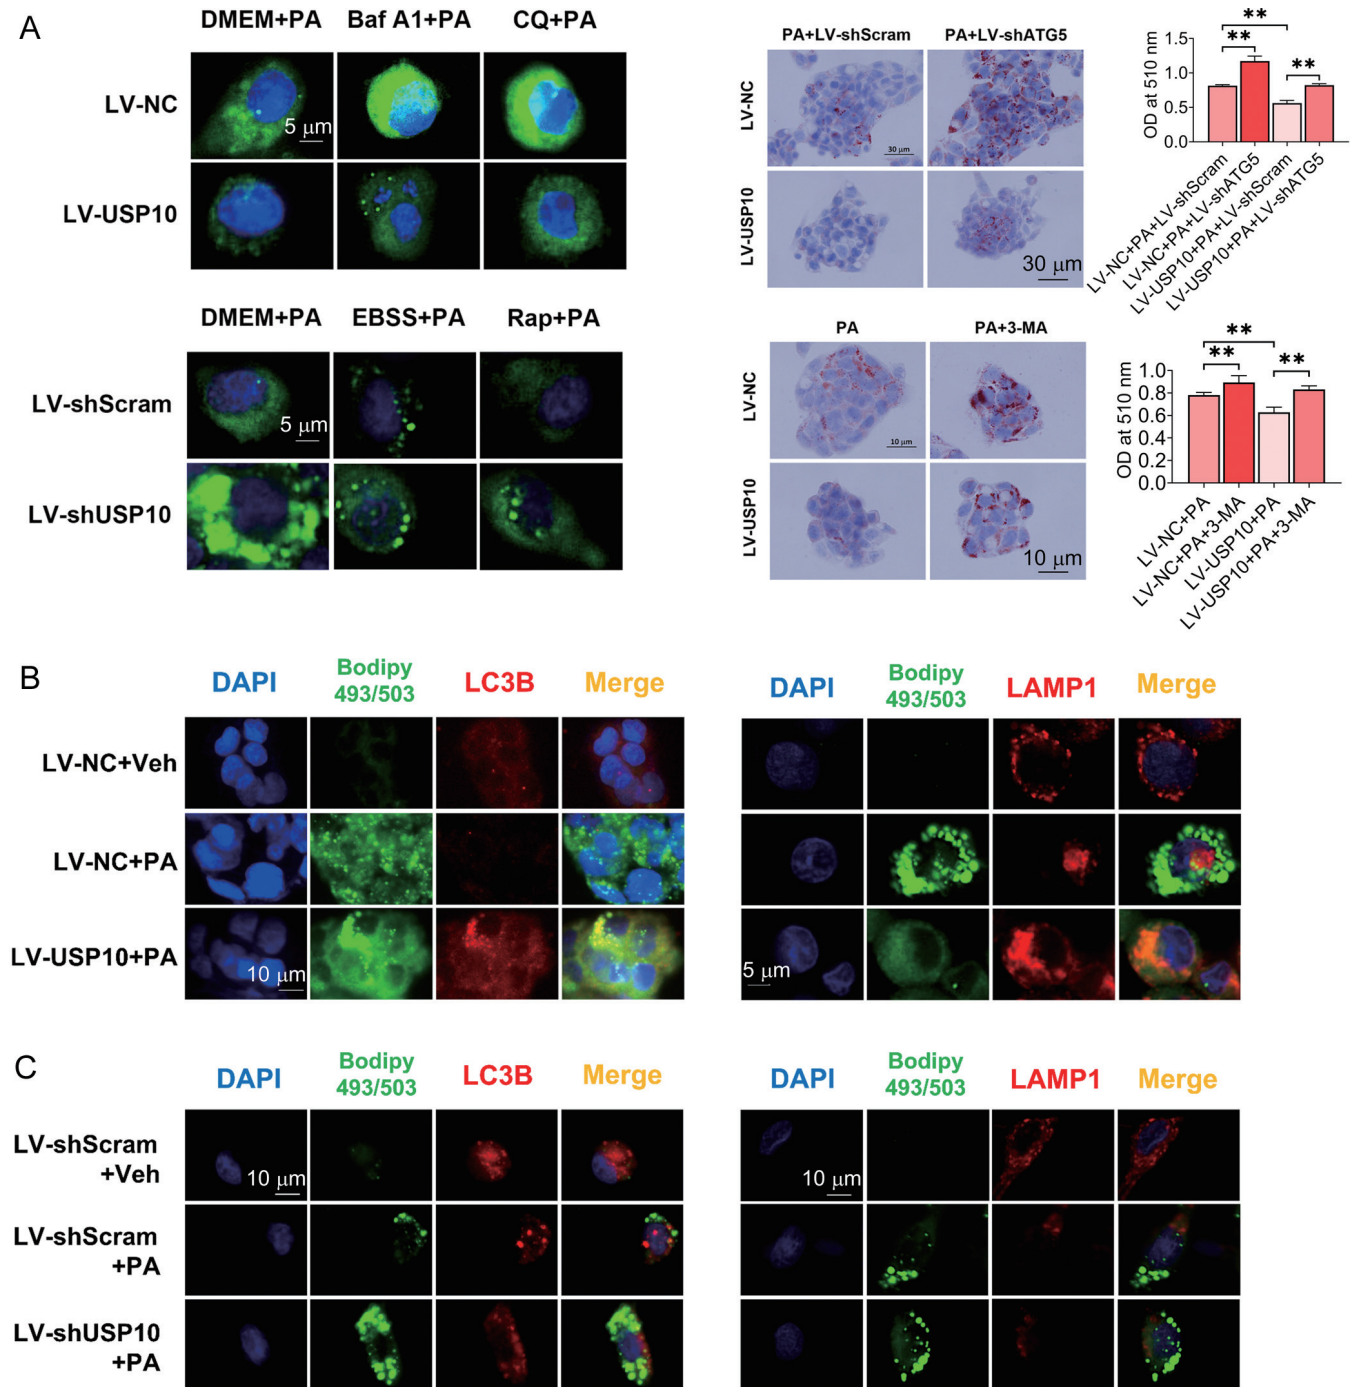 A
DMEM+PA
Baf A1+PA
CQ+PA
LV-NC
5 μm
LV-USP10
DMEM+PA
EBSS+PA
Rap+PA
LV-shScram
5 μm
LV-shUSP10
PA+LV-shScram
PA+LV-shATG5
LV-NC
30 μm
LV-USP10
30 μm
OD at 510 nm
1.5
1.0
0.5
0.0
**
**
**
LV-NC+PA+LV-shScram
LV-NC+PA+LV-shATG5
LV-USP10+PA+LV-shScram
LV-USP10+PA+LV-shATG5
PA
PA+3-MA
LV-NC
10 μm
LV-USP10
10 μm
OD at 510 nm
1.0
0.8
0.6
0.4
0.2
0.0
**
**
**
LV-NC+PA
LV-NC+PA+3-MA
LV-USP10+PA
LV-USP10+PA+3-MA
B
DAPI
Bodipy
493/503
LC3B
Merge
DAPI
Bodipy
493/503
LAMP1
Merge
LV-NC+Veh
LV-NC+PA
LV-USP10+PA
10 μm
5 μm
C
DAPI
Bodipy
493/503
LC3B
Merge
DAPI
Bodipy
493/503
LAMP1
Merge
LV-shScram
+Veh
10 μm
10 μm
LV-shScram
+PA
LV-shUSP10
+PA